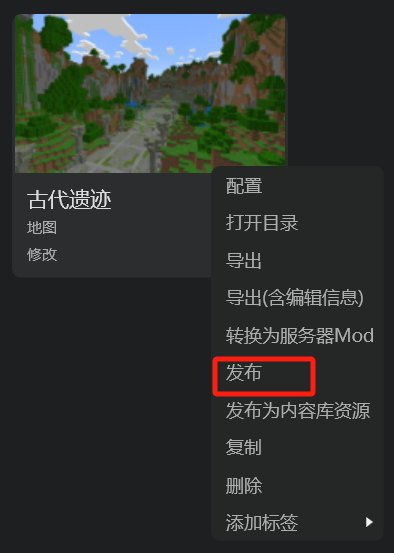 古代遗迹
地图
修改
配置
打开目录
导出
导出(含编辑信息)
转换为服务器Mod
发布
发布为内容库资源
复制
删除
添加标签